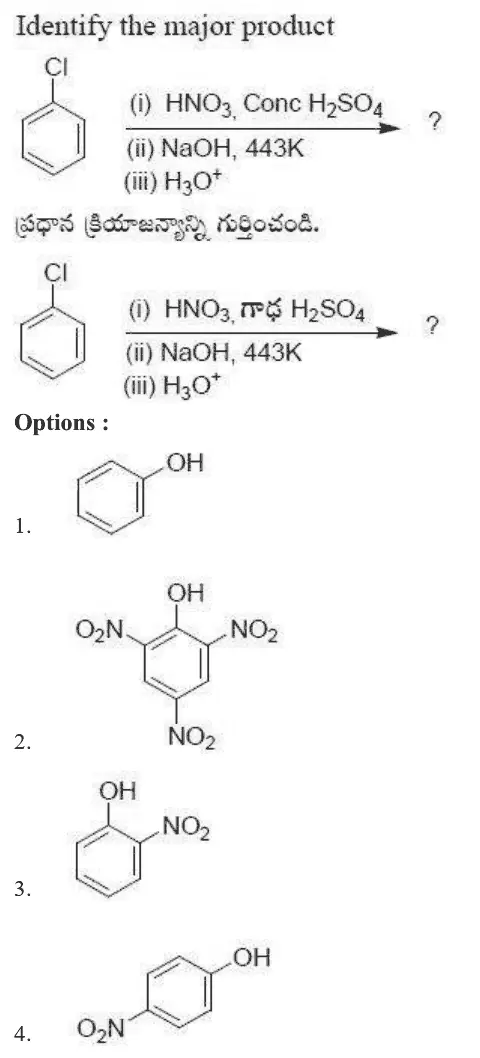 Identify the major product
Cl
(i) HNO3, Conc H2SO4
?
(ii) NaOH, 443K
(iii) H3O+
ప్రధాన క్రియాజన్యాన్ని గుర్తించండి.
Cl
(i) HNO3, గాఢ H2SO4
?
(ii) NaOH, 443K
(iii) H3O+
Options :
OH
1.
OH
O2N NO2
NO2
2.
OH
NO2
3.
OH
O2N
4.